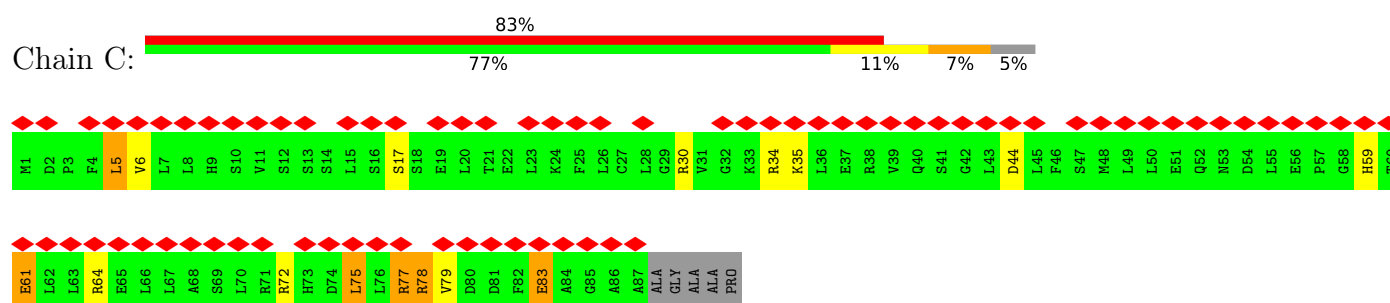 83%
Chain C:
77% 11% 7% 5%
M1 D2 P3 F4 L5 V6 L7 L8 H9 S10 V11 S12 S13 S14 L15 S16 S17 S18 E19 L20 T21 E22 L23 K24 F25 L26 C27 L28 G29 R30 V31 G32 K33 R34 K35 L36 E37 R38 V39 Q40 S41 G42 L43 D44 L45 F46 S47 M48 L49 L50 E51 Q52 N53 D54 L55 E56 P57 G58 H59
E61 L62 L63 R64 E65 L66 L67 A68 S69 L70 R71 R72 H73 D74 L75 L76 R77 R78 V79 D80 D81 F82 E83 A84 G85 A86 A87 ALA GLY ALA ALA PRO